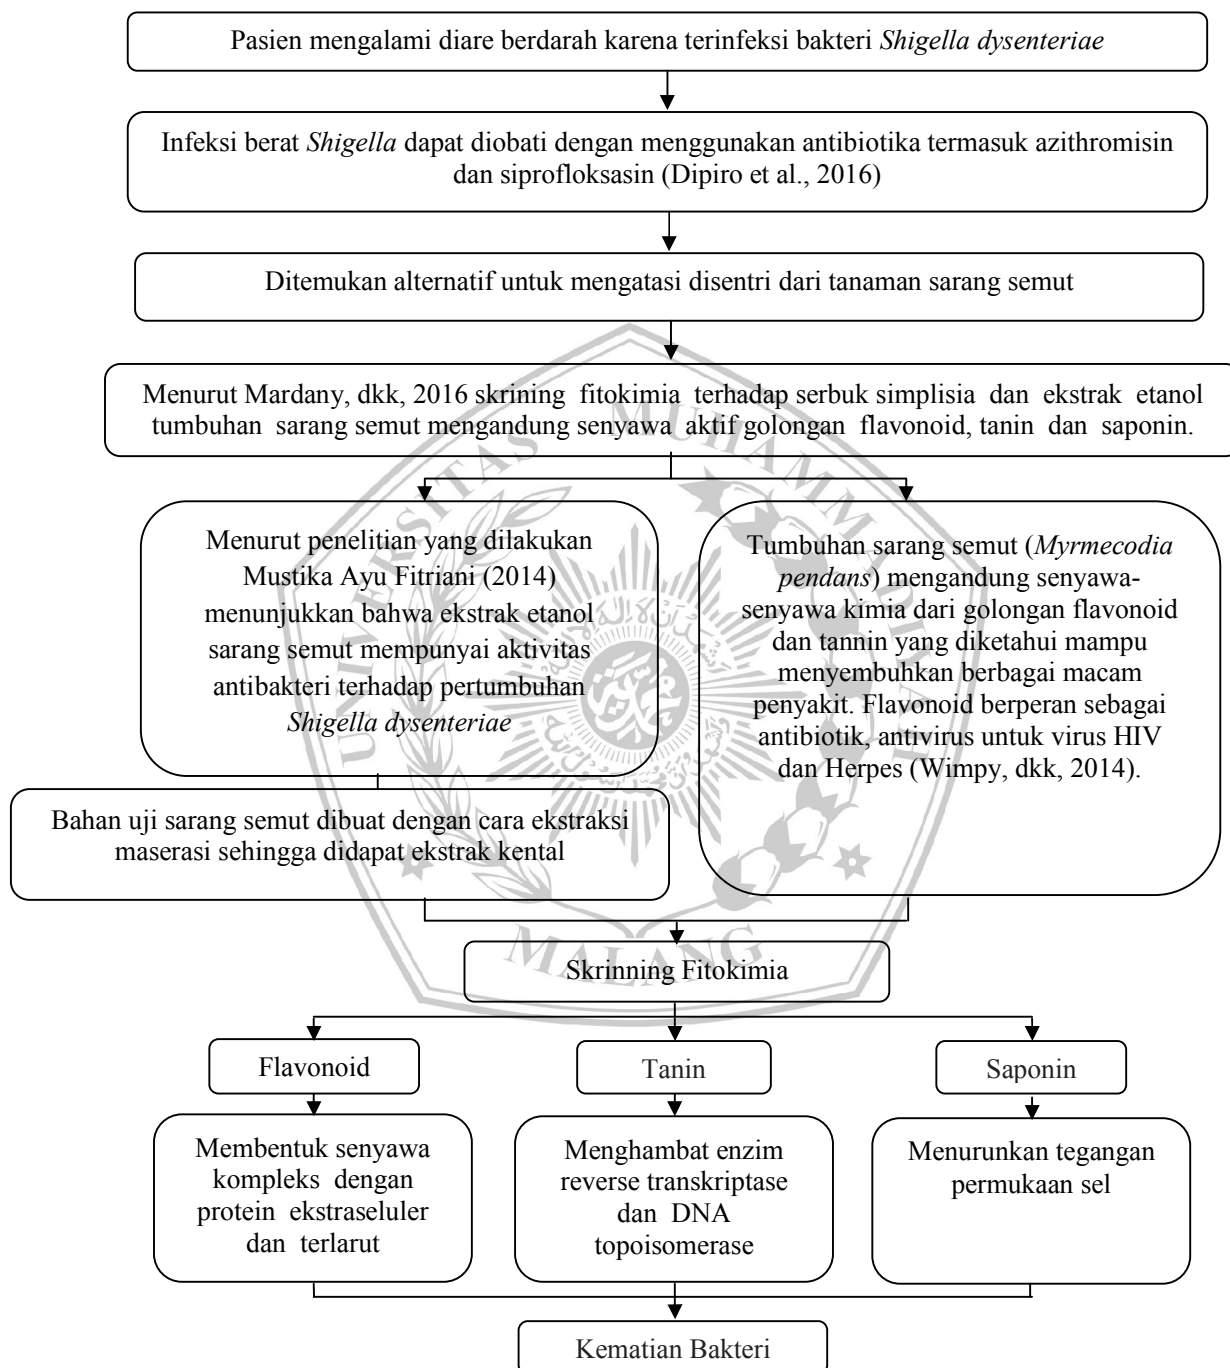 Pasien mengalami diare berdarah karena terinfeksi bakteri Shigella dysenteriae
Infeksi berat Shigella dapat diobati dengan menggunakan antibiotika termasuk azithromisin
dan siprofloksasin (Dipiro et al., 2016)
Ditemukan alternatif untuk mengatasi disentri dari tanaman sarang semut
Menurut Mardany, dkk, 2016 skrining fitokimia terhadap serbuk simplisia dan ekstrak etanol
tumbuhan sarang semut mengandung senyawa aktif golongan flavonoid, tanin dan saponin.
Menurut penelitian yang dilakukan
Mustika Ayu Fitriani (2014)
menunjukkan bahwa ekstrak etanol
sarang semut mempunyai aktivitas
antibakteri terhadap pertumbuhan
Shigella dysenteriae
Tumbuhan sarang semut (Myrmecodia
pendans) mengandung senyawa-
senyawa kimia dari golongan flavonoid
dan tannin yang diketahui mampu
menyembuhkan berbagai macam
penyakit. Flavonoid berperan sebagai
antibiotik, antivirus untuk virus HIV
dan Herpes (Wimpy, dkk, 2014).
Bahan uji sarang semut dibuat dengan cara ekstraksi
maserasi sehingga didapat ekstrak kental
Skrinning Fitokimia
Flavonoid
Tanin
Saponin
Membentuk senyawa
kompleks dengan
protein ekstraseluler
dan terlarut
Menghambat enzim
reverse transkriptase
dan DNA
topoisomerase
Menurunkan tegangan
permukaan sel
Kematian Bakteri
UNIVERSITAS MUHAMMADIYAH
MALANG